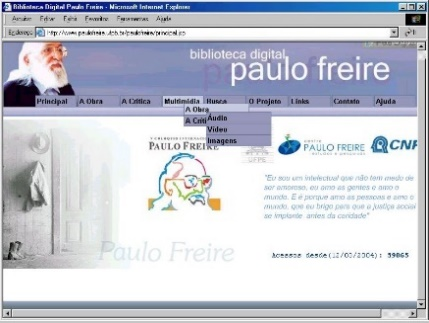 Biblioteca Digital Paulo Freire - Microsoft Internet Explorer
Arquivo Editar Exibir Favoritos Ferramentas Ajuda
Endereço http://www.paulofreire.ufpb.br/paulofreire/principal.jsp
biblioteca digital
paulo freire
Principal A Obra A Crítica Multimídia Busca O Projeto Links Contato Ajuda
A Obra
A Críti
Áudio
Vídeo
Imagens
PAULO FREIRE
UFPE
PAULO FREIRE
CNP
"Eu sou um intelectual que não tem medo de
ser amoroso, eu amo as gentes e amo o
mundo. E é porque amo as pessoas e amo o
mundo, que eu brigo para que a justiça social
se implante antes da caridade"
Paulo Freire
Acessos desde(12/03/2004): 59065